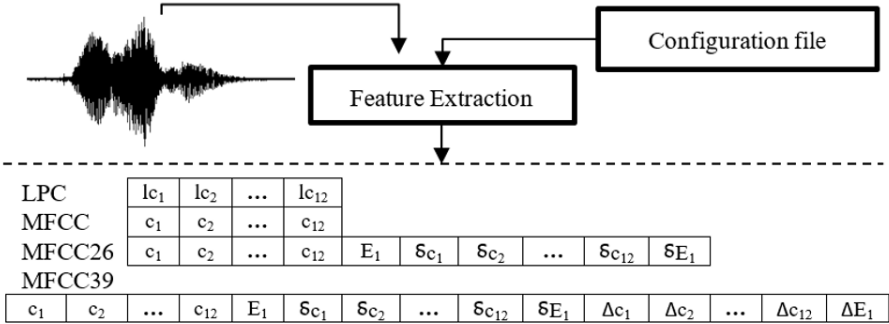 Configuration file
Feature Extraction
LPC lc₁ lc₂ ... lc₁₂
MFCC c₁ c₂ ... c₁₂
MFCC26 c₁ c₂ ... c₁₂ E₁ δc₁ δc₂ ... δc₁₂ δE₁
MFCC39
c₁ c₂ ... c₁₂ E₁ δc₁ δc₂ ... δc₁₂ δE₁ Δc₁ Δc₂ ... Δc₁₂ ΔE₁